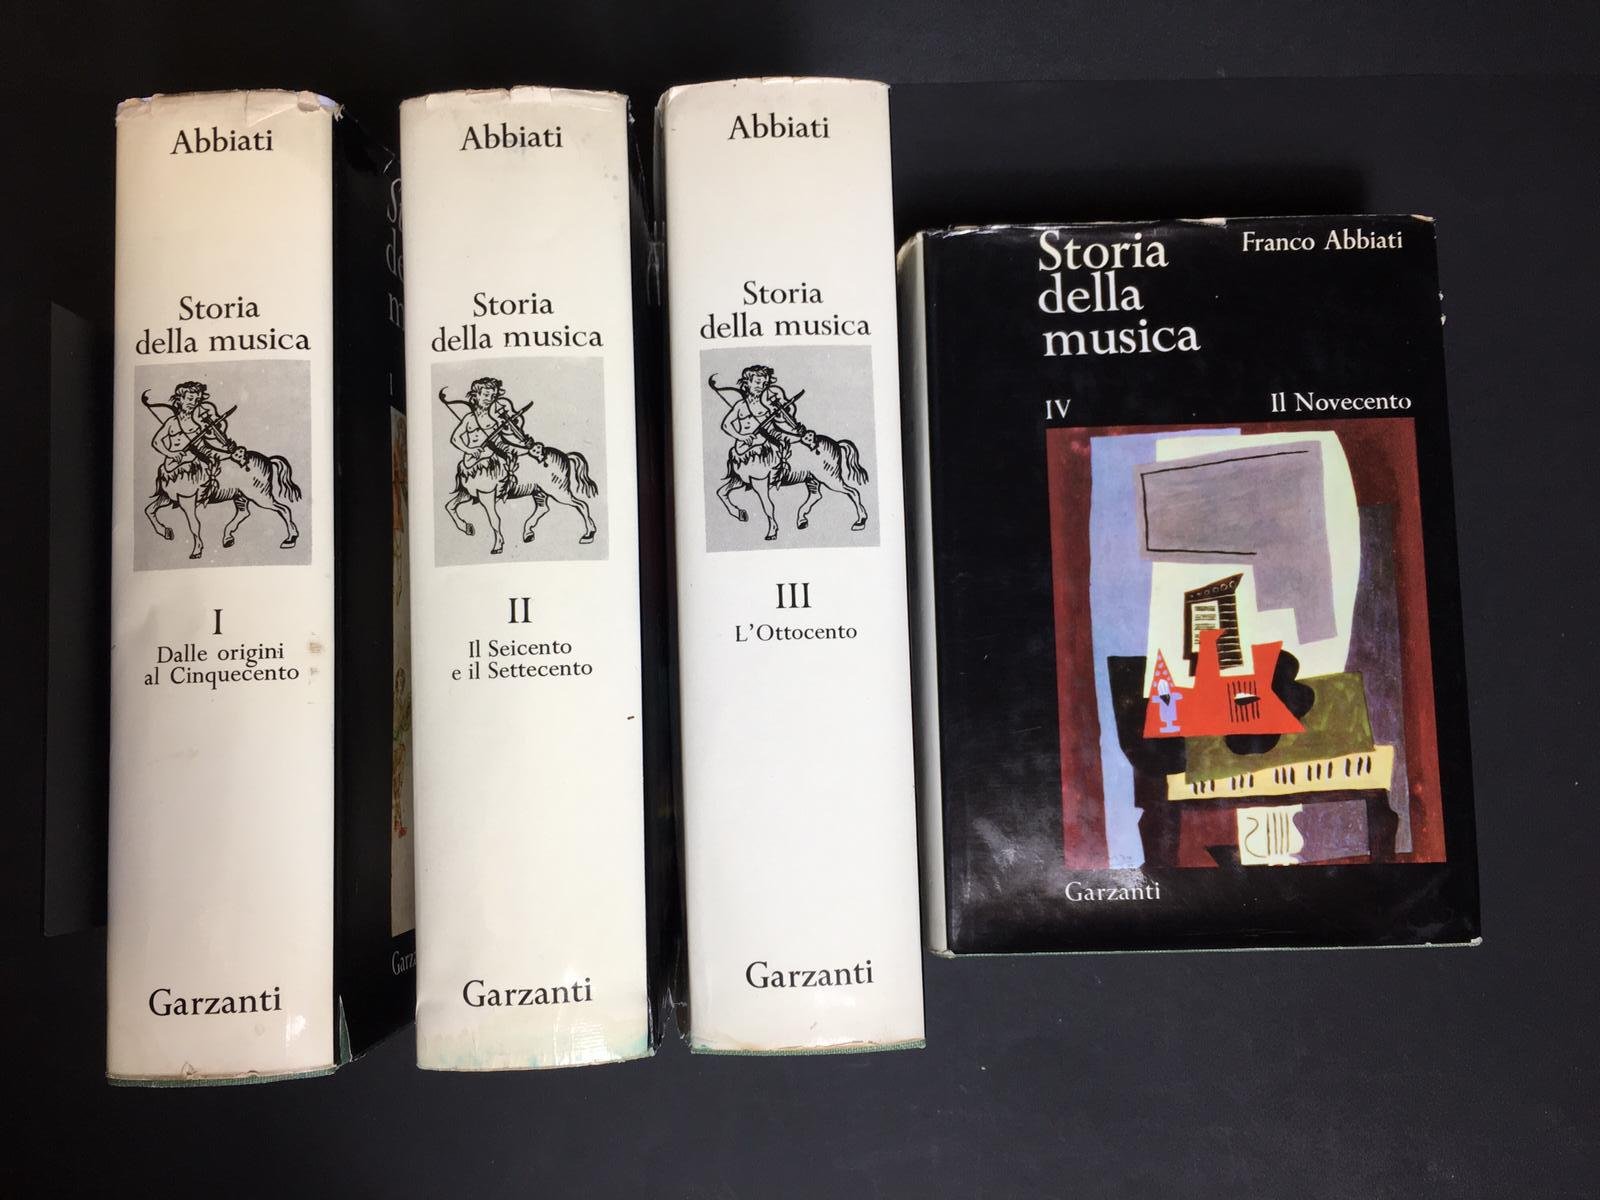 Abbiati
Storia
della musica
I
Dalle origini
al Cinquecento
Garzanti
Abbiati
Storia
della musica
II
Il Seicento
e il Settecento
Garzanti
Abbiati
Storia
della musica
III
L'Ottocento
Garzanti
Storia
della
musica
Franco Abbiati
IV
Il Novecento
Garzanti